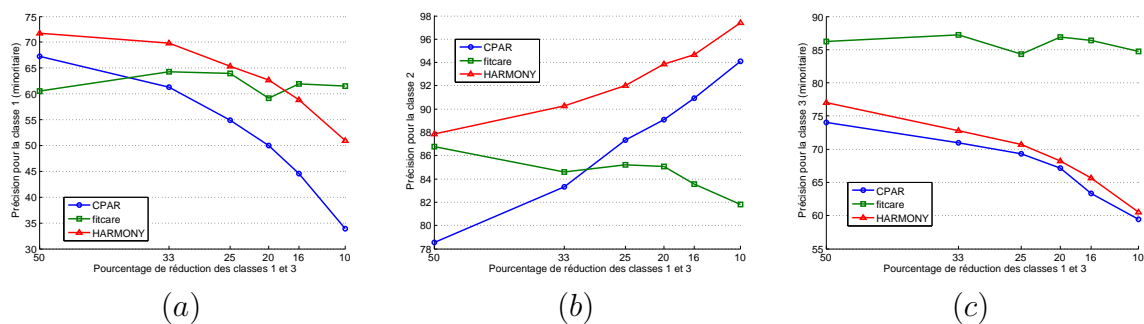 Précision pour la classe 1 (minoritaire)
75
70
65
60
55
50
45
40
35
30
CPAR
fitcare
HARMONY
50
33
25
20
16
10
Pourcentage de réduction des classes 1 et 3
(a)
Précision pour la classe 2
98
96
94
92
90
88
86
84
82
80
78
CPAR
fitcare
HARMONY
50
33
25
20
16
10
Pourcentage de réduction des classes 1 et 3
(b)
Précision pour la classe 3 (minoritaire)
90
85
80
75
70
65
60
55
CPAR
fitcare
HARMONY
50
33
25
20
16
10
Pourcentage de réduction des classes 1 et 3
(c)